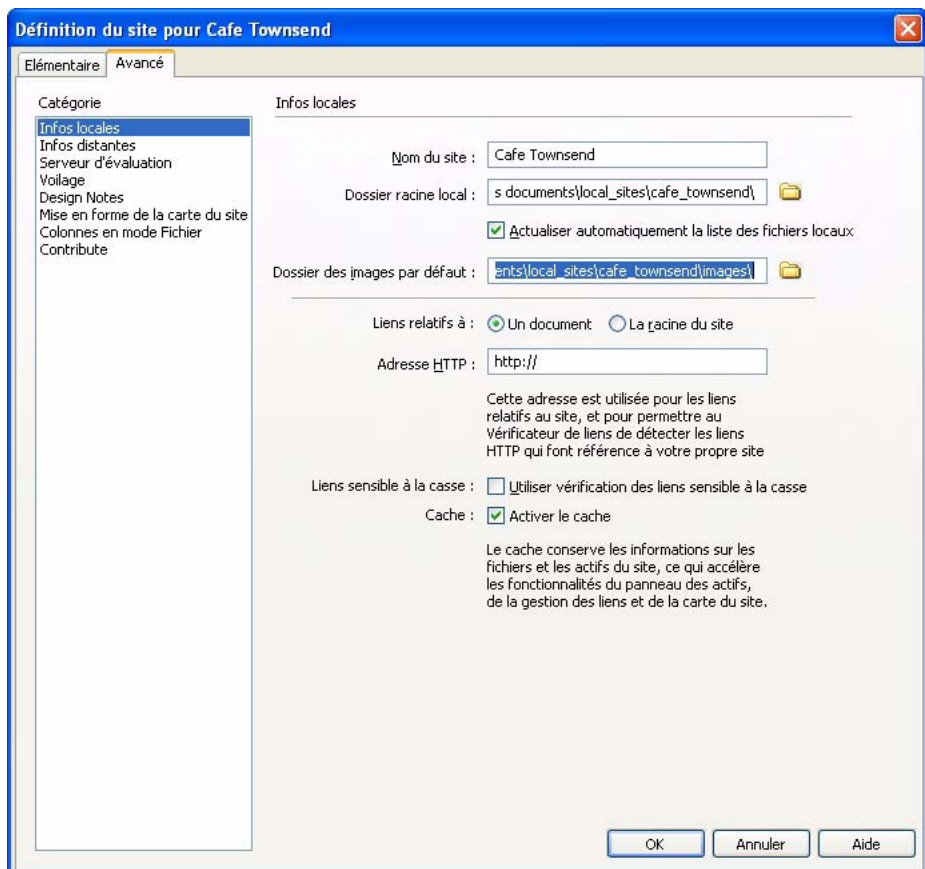 Définition du site pour Cafe Townsend
Elémentaire
Avancé
Catégorie
Infos locales
Infos distantes
Serveur d'évaluation
Voilage
Design Notes
Mise en forme de la carte du site
Colonnes en mode Fichier
Contribute
Infos locales
Nom du site : Cafe Townsend
Dossier racine local : s documents\local_sites\cafe_townsend\
Actualiser automatiquement la liste des fichiers locaux
Dossier des images par défaut : ents\local_sites\cafe_townsend\images\
Liens relatifs à : Un document La racine du site
Adresse HTTP : http://
Cette adresse est utilisée pour les liens
relatifs au site, et pour permettre au
Vérificateur de liens de détecter les liens
HTTP qui font référence à votre propre site
Liens sensible à la casse : Utiliser vérification des liens sensible à la casse
Cache : Activer le cache
Le cache conserve les informations sur les
fichiers et les actifs du site, ce qui accélère
les fonctionnalités du panneau des actifs,
de la gestion des liens et de la carte du site.
OK Annuler Aide